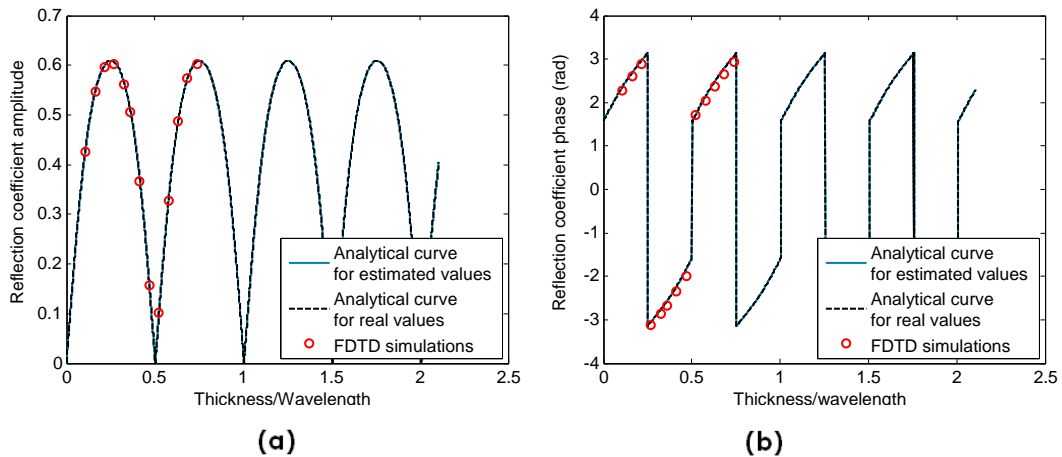 0.7
0.6
0.5
0.4
0.3
0.2
0.1
0
Reflection coefficient amplitude
0
0.5
1
1.5
2
2.5
Thickness/Wavelength
Analytical curve
for estimated values
Analytical curve
for real values
FDTD simulations
(a)
4
3
2
1
0
-1
-2
-3
-4
Reflection coefficient phase (rad)
0
0.5
1
1.5
2
2.5
Thickness/wavelength
Analytical curve
for estimated values
Analytical curve
for real values
FDTD simulations
(b)